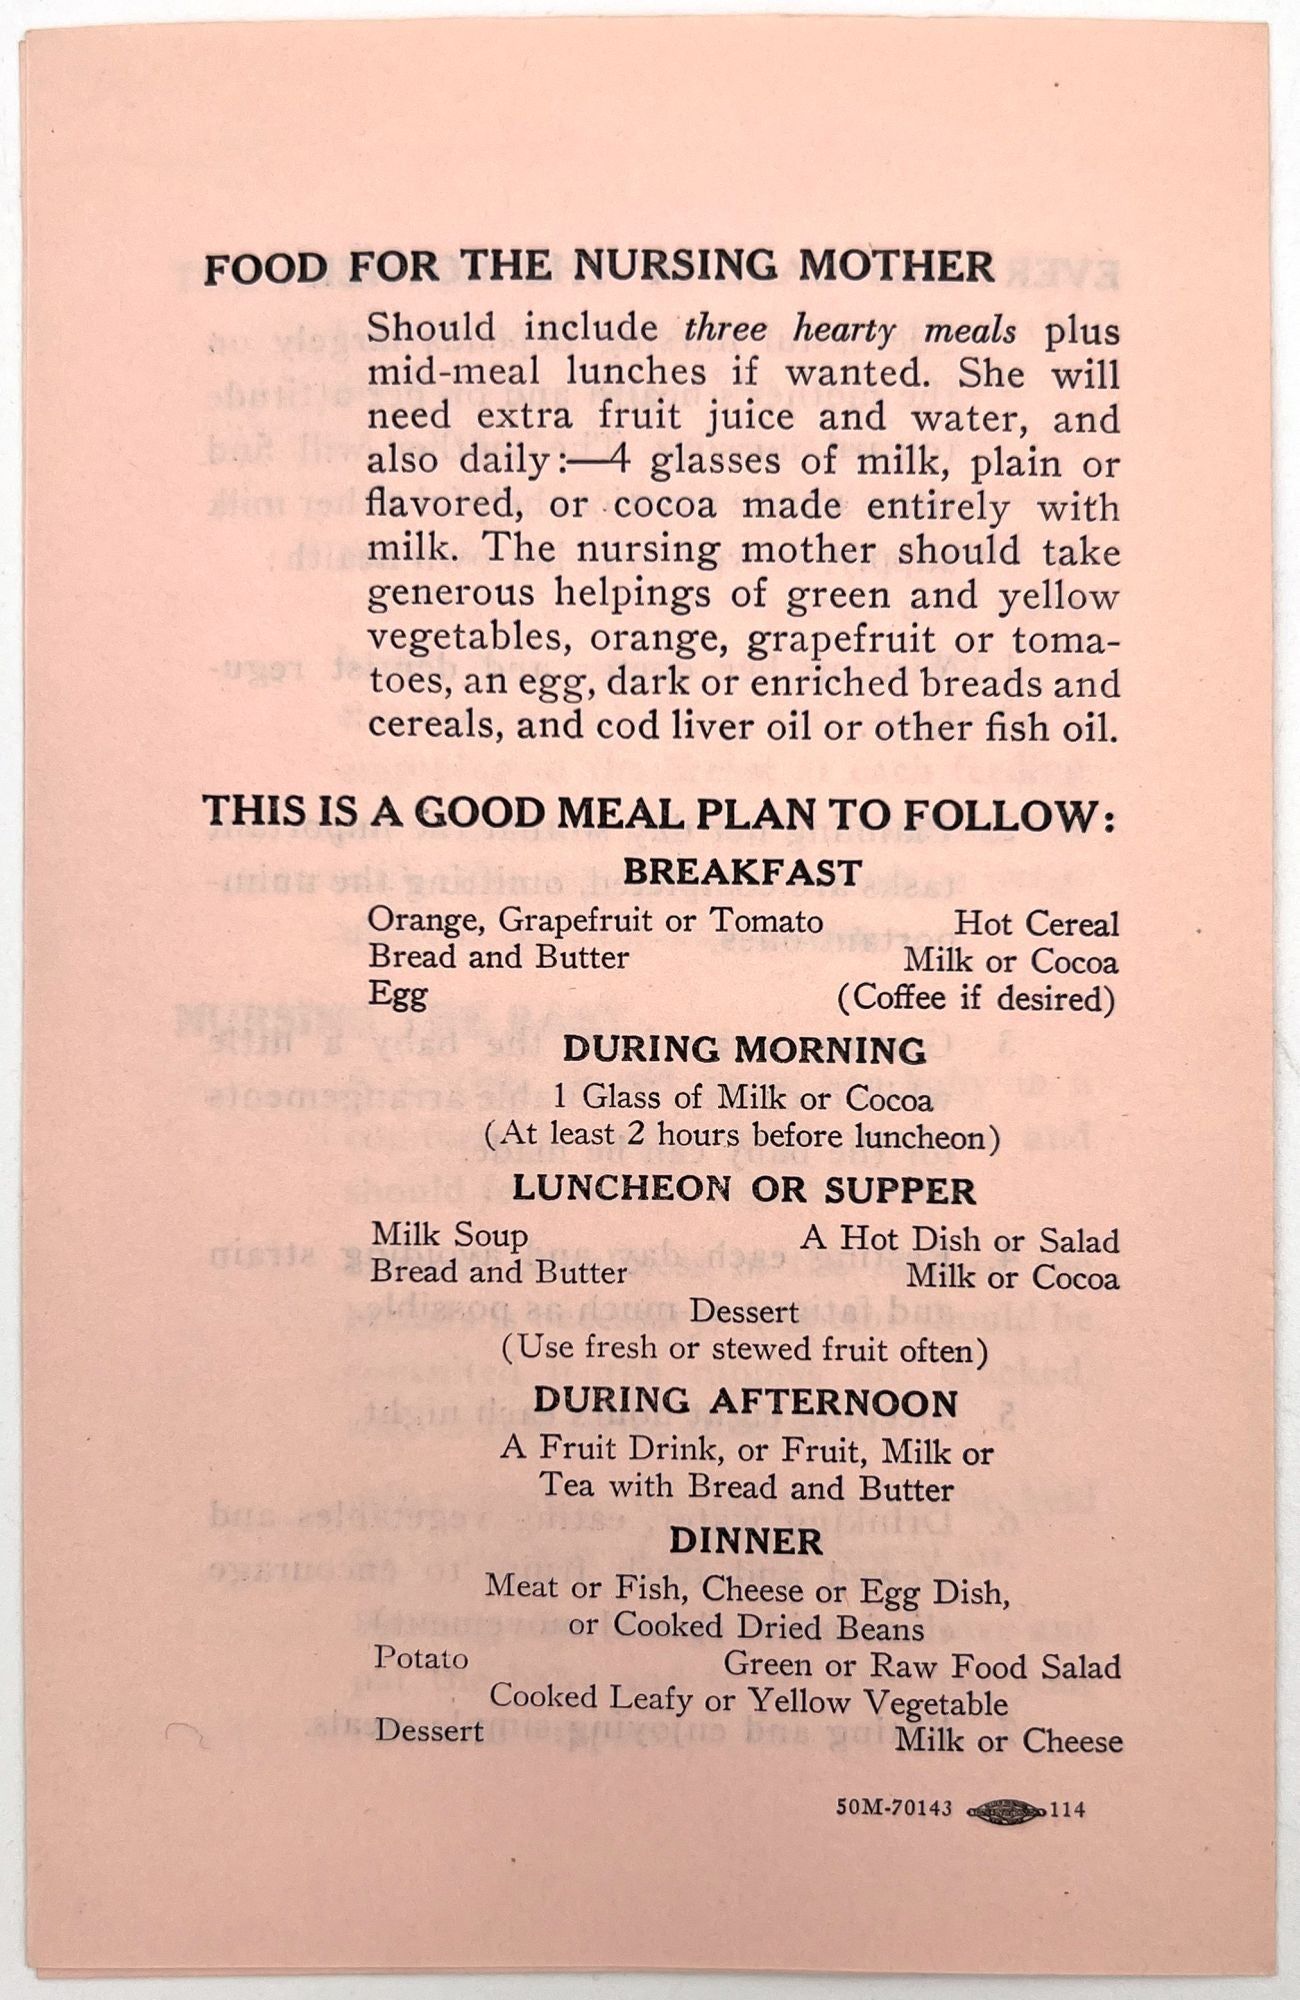 FOOD FOR THE NURSING MOTHER
Should include three hearty meals plus
mid-meal lunches if wanted. She will
need extra fruit juice and water, and
also daily:—4 glasses of milk, plain or
flavored, or cocoa made entirely with
milk. The nursing mother should take
generous helpings of green and yellow
vegetables, orange, grapefruit or toma-
toes, an egg, dark or enriched breads and
cereals, and cod liver oil or other fish oil.
THIS IS A GOOD MEAL PLAN TO FOLLOW:
BREAKFAST
Orange, Grapefruit or Tomato Hot Cereal
Bread and Butter Milk or Cocoa
Egg (Coffee if desired)
DURING MORNING
1 Glass of Milk or Cocoa
(At least 2 hours before luncheon)
LUNCHEON OR SUPPER
Milk Soup A Hot Dish or Salad
Bread and Butter Milk or Cocoa
Dessert
(Use fresh or stewed fruit often)
DURING AFTERNOON
A Fruit Drink, or Fruit, Milk or
Tea with Bread and Butter
DINNER
Meat or Fish, Cheese or Egg Dish,
or Cooked Dried Beans
Potato Green or Raw Food Salad
Cooked Leafy or Yellow Vegetable
Dessert Milk or Cheese
50M-70143 114